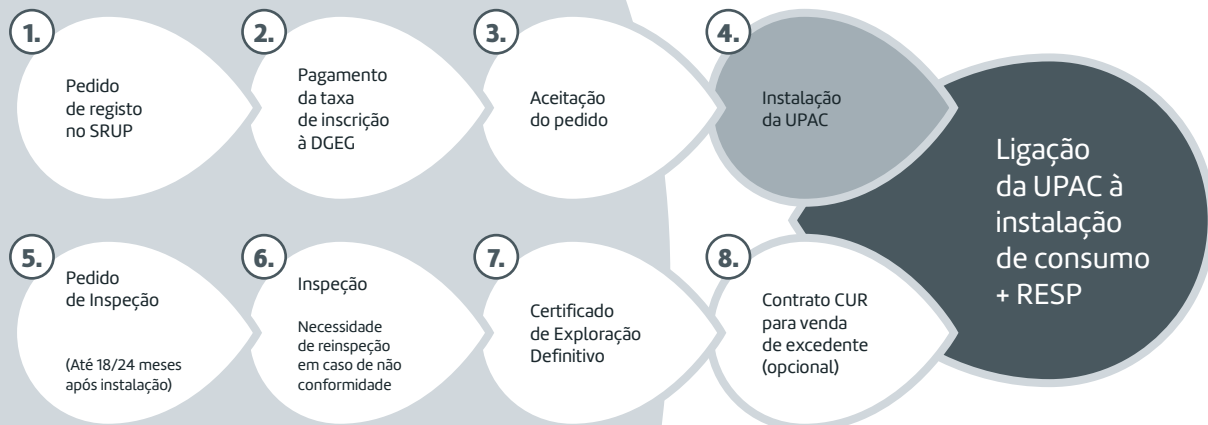 1.
Pedido
de registo
no SRUP
2.
Pagamento
da taxa
de inscrição
à DGEG
3.
Aceitação
do pedido
4.
Instalação
da UPAC
Ligação
da UPAC à
instalação
de consumo
+ RESP
5.
Pedido
de Inspeção
(Até 18/24 meses
após instalação)
6.
Inspeção
Necessidade
de reinspeção
em caso de não
conformidade
7.
Certificado
de Exploração
Definitivo
8.
Contrato CUR
para venda
de excedente
(opcional)